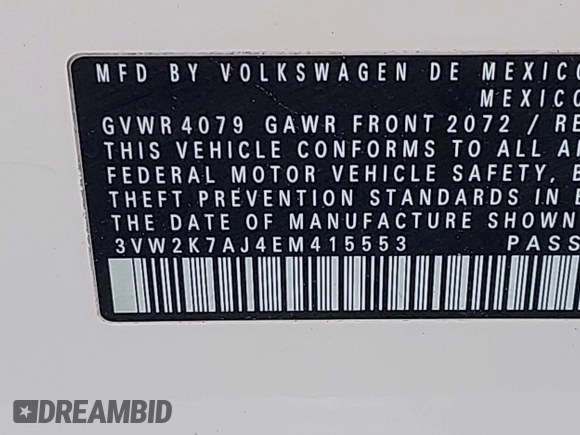 MFD BY VOLKSWAGEN DE MEXICO
MEXICO
GVWR 4079 GAWR FRONT 2072 / RE
THIS VEHICLE CONFORMS TO ALL A
FEDERAL MOTOR VEHICLE SAFETY, B
THEFT PREVENTION STANDARDS IN E
THE DATE OF MANUFACTURE SHOWN
3VW2K7AJ4EM415553 PASS
DREAMBID